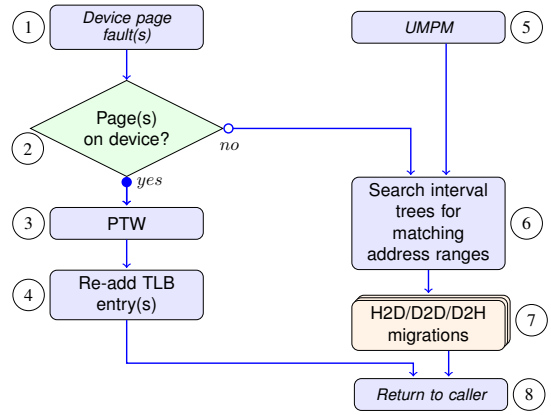 1
Device page
fault(s)
UMPM
5
Page(s)
on device?
2
no
yes
3
PTW
Search interval
trees for
matching
address ranges
6
4
Re-add TLB
entry(s)
H2D/D2D/D2H
migrations
7
Return to caller
8